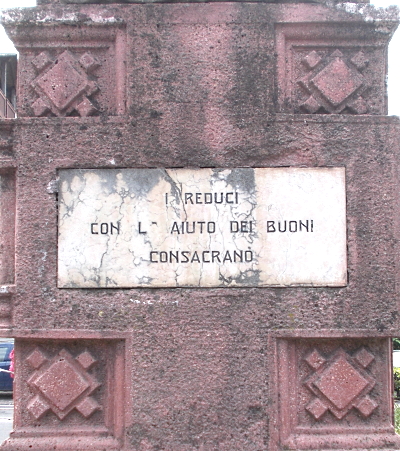 I REDUCI
CON L' AIUTO DEI BUONI
CONSACRANO